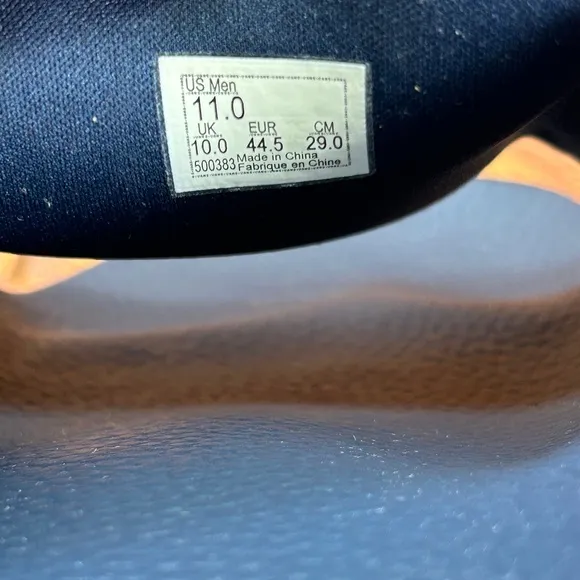 US Men
11.0
UK EUR CM
10.0 44.5 29.0
500383 Made in China
Fabrique en Chine